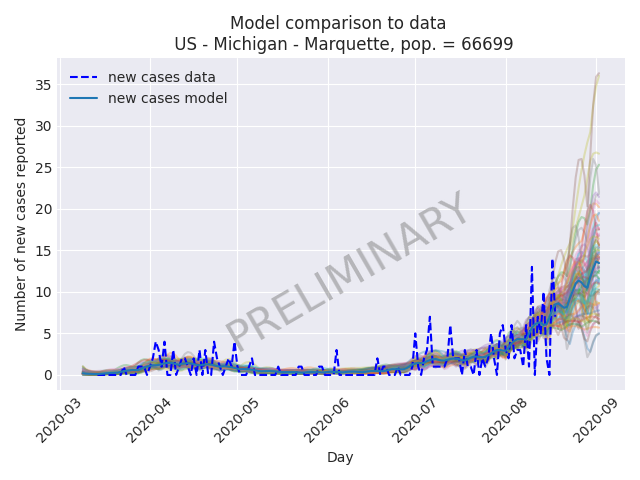 Model comparison to data
US - Michigan - Marquette, pop. = 66699
new cases data
new cases model
PRELIMINARY
Number of new cases reported
35
30
25
20
15
10
5
0
2020-03
2020-04
2020-05
2020-06
2020-07
2020-08
2020-09
Day